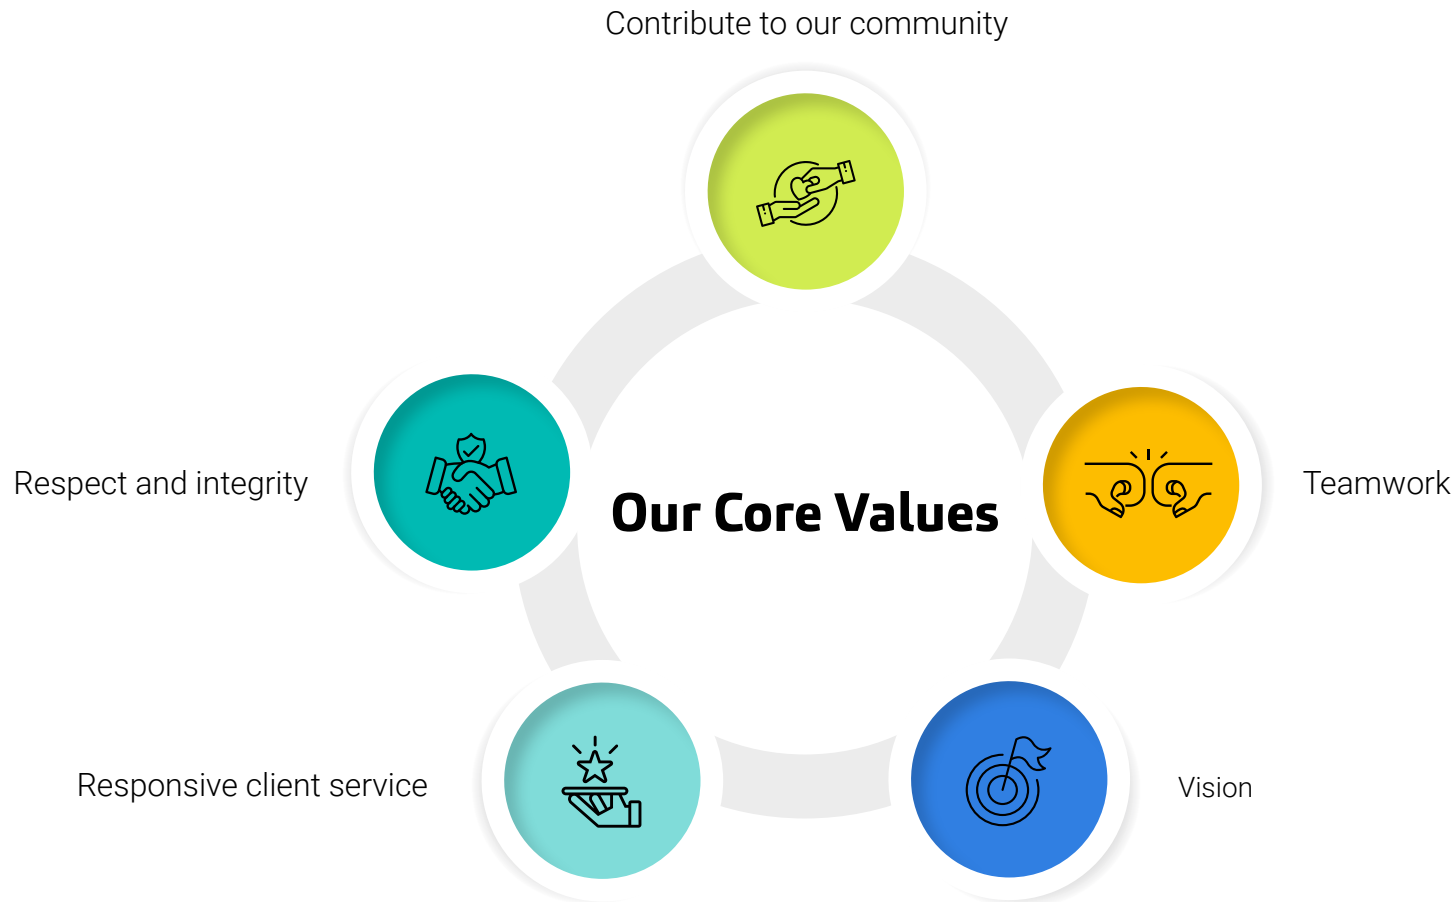 Contribute to our community
Respect and integrity
Teamwork
Our Core Values
Responsive client service
Vision